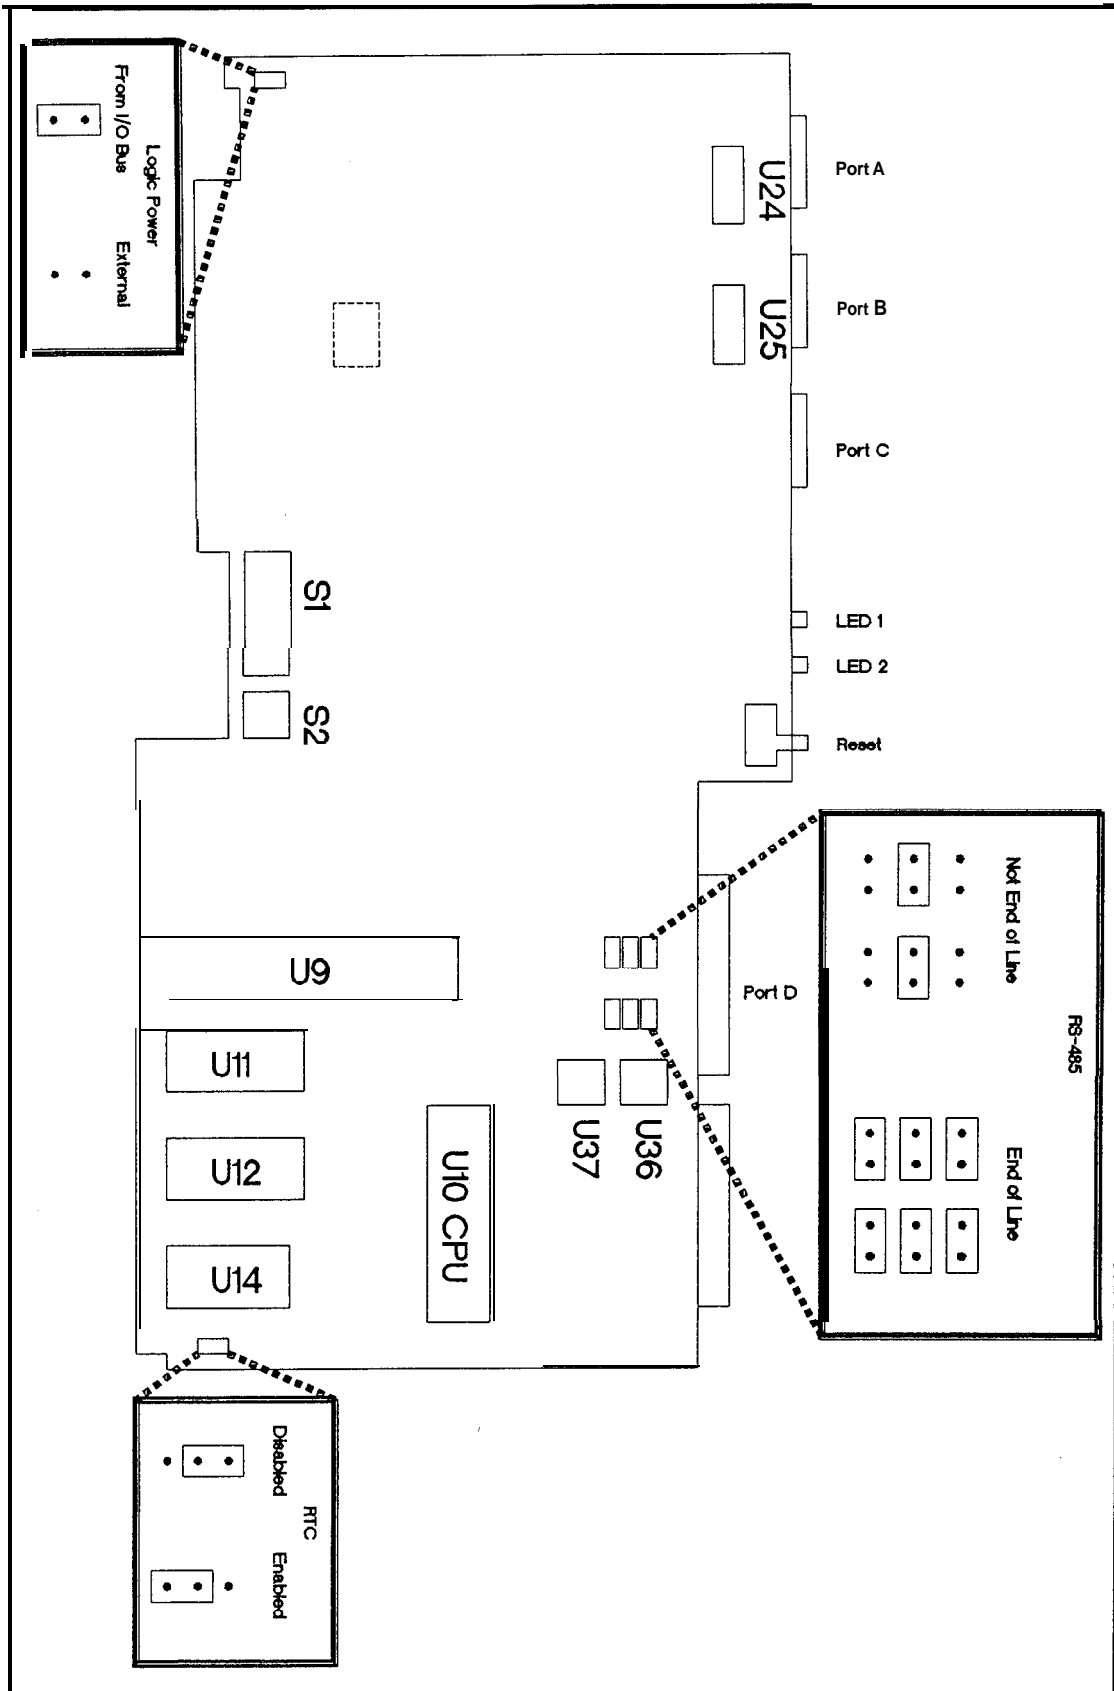 Logic Power
From I/O Bus
External
U24
Port A
U25
Port B
Port C
S1
LED 1
S2
LED 2
Reset
RS-485
Not End of Line
End of Line
U9
Port D
U11
U37
U36
U12
U10 CPU
U14
RTC
Disabled
Enabled